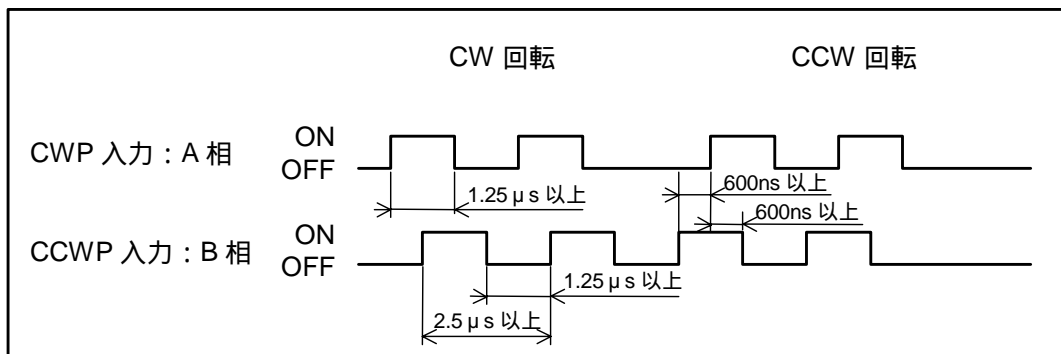 CW 回転
CCW 回転
CWP 入力：A 相
ON
OFF
1.25 μ s 以上
600ns 以上
600ns 以上
CCWP 入力：B 相
ON
OFF
1.25 μ s 以上
2.5 μ s 以上